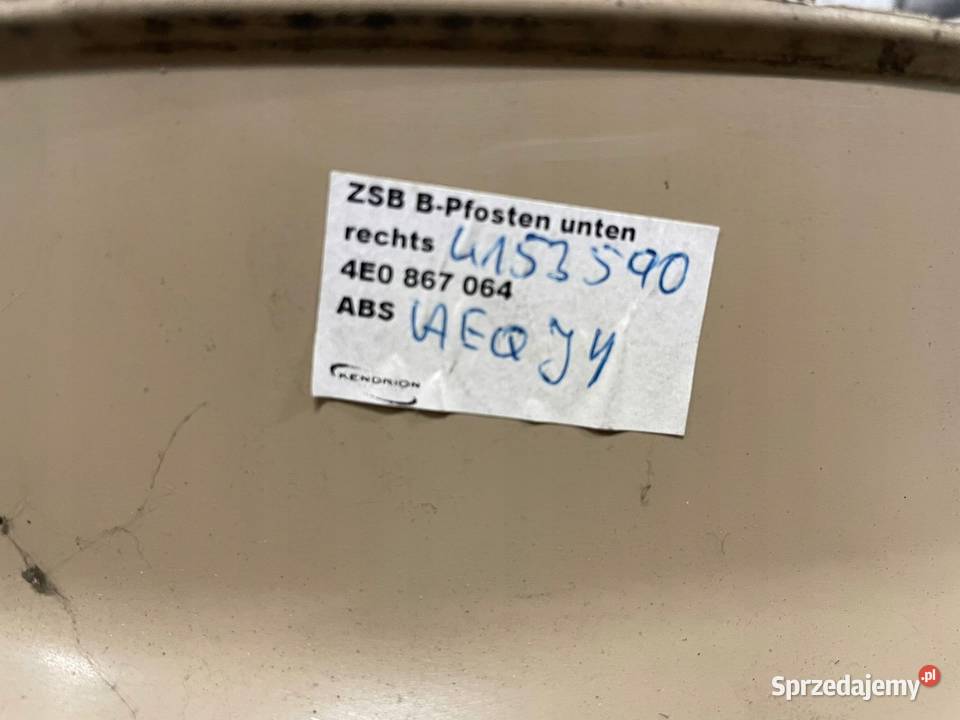 ZSB B-Pfosten unten
rechts 4153590
4E0 867 064
ABS
KENDRION
Sprzedajemy.pl